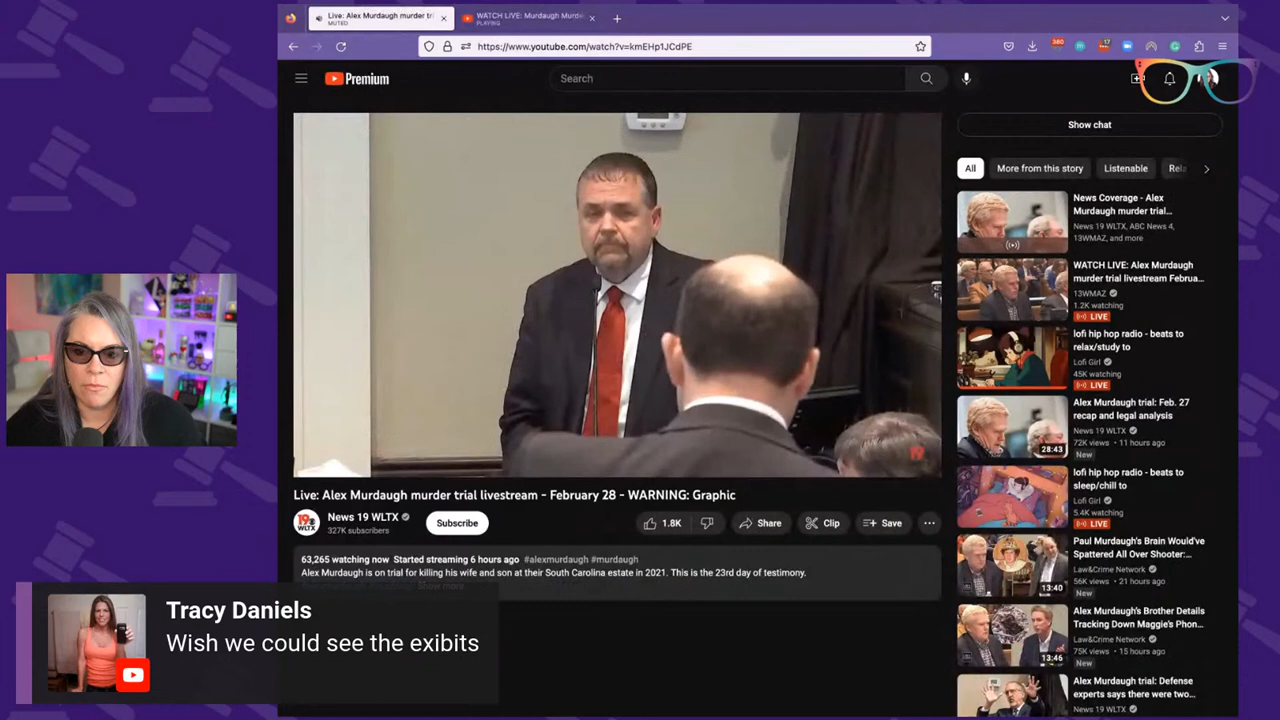 Live: Alex Murdaugh murder tri
MUTED
WATCH LIVE: Murdaugh Murd
PLAYING
https://www.youtube.com/watch?v=kmEHp1JCdPE
380
17
Premium
Search
Show chat
All
More from this story
Listenable
Rela
News Coverage - Alex
Murdaugh murder trial...
News 19 WLTX, ABC News 4,
13WMAZ, and more
WATCH LIVE: Alex Murdaugh
murder trial livestream Februa...
13WMAZ
1.2K watching
LIVE
lofi hip hop radio - beats to
relax/study to
Lofi Girl
45K watching
LIVE
Alex Murdaugh trial: Feb. 27
recap and legal analysis
News 19 WLTX
72K views • 11 hours ago
New
28:43
lofi hip hop radio - beats to
sleep/chill to
Lofi Girl
5.4K watching
LIVE
Paul Murdaugh's Brain Would've
Spattered All Over Shooter:...
Law&Crime Network
56K views • 21 hours ago
New
13:40
Alex Murdaugh's Brother Details
Tracking Down Maggie's Phon...
Law&Crime Network
75K views • 15 hours ago
New
13:46
Alex Murdaugh trial: Defense
experts says there were two...
News 19 WLTX
19
Live: Alex Murdaugh murder trial livestream - February 28 - WARNING: Graphic
19
WLTX
News 19 WLTX
327K subscribers
Subscribe
1.8K
Share
Clip
Save
63,265 watching now Started streaming 6 hours ago #alexmurdaugh #murdaugh
Alex Murdaugh is on trial for killing his wife and son at their South Carolina estate in 2021. This is the 23rd day of testimony.
Show more
Tracy Daniels
Wish we could see the exibits